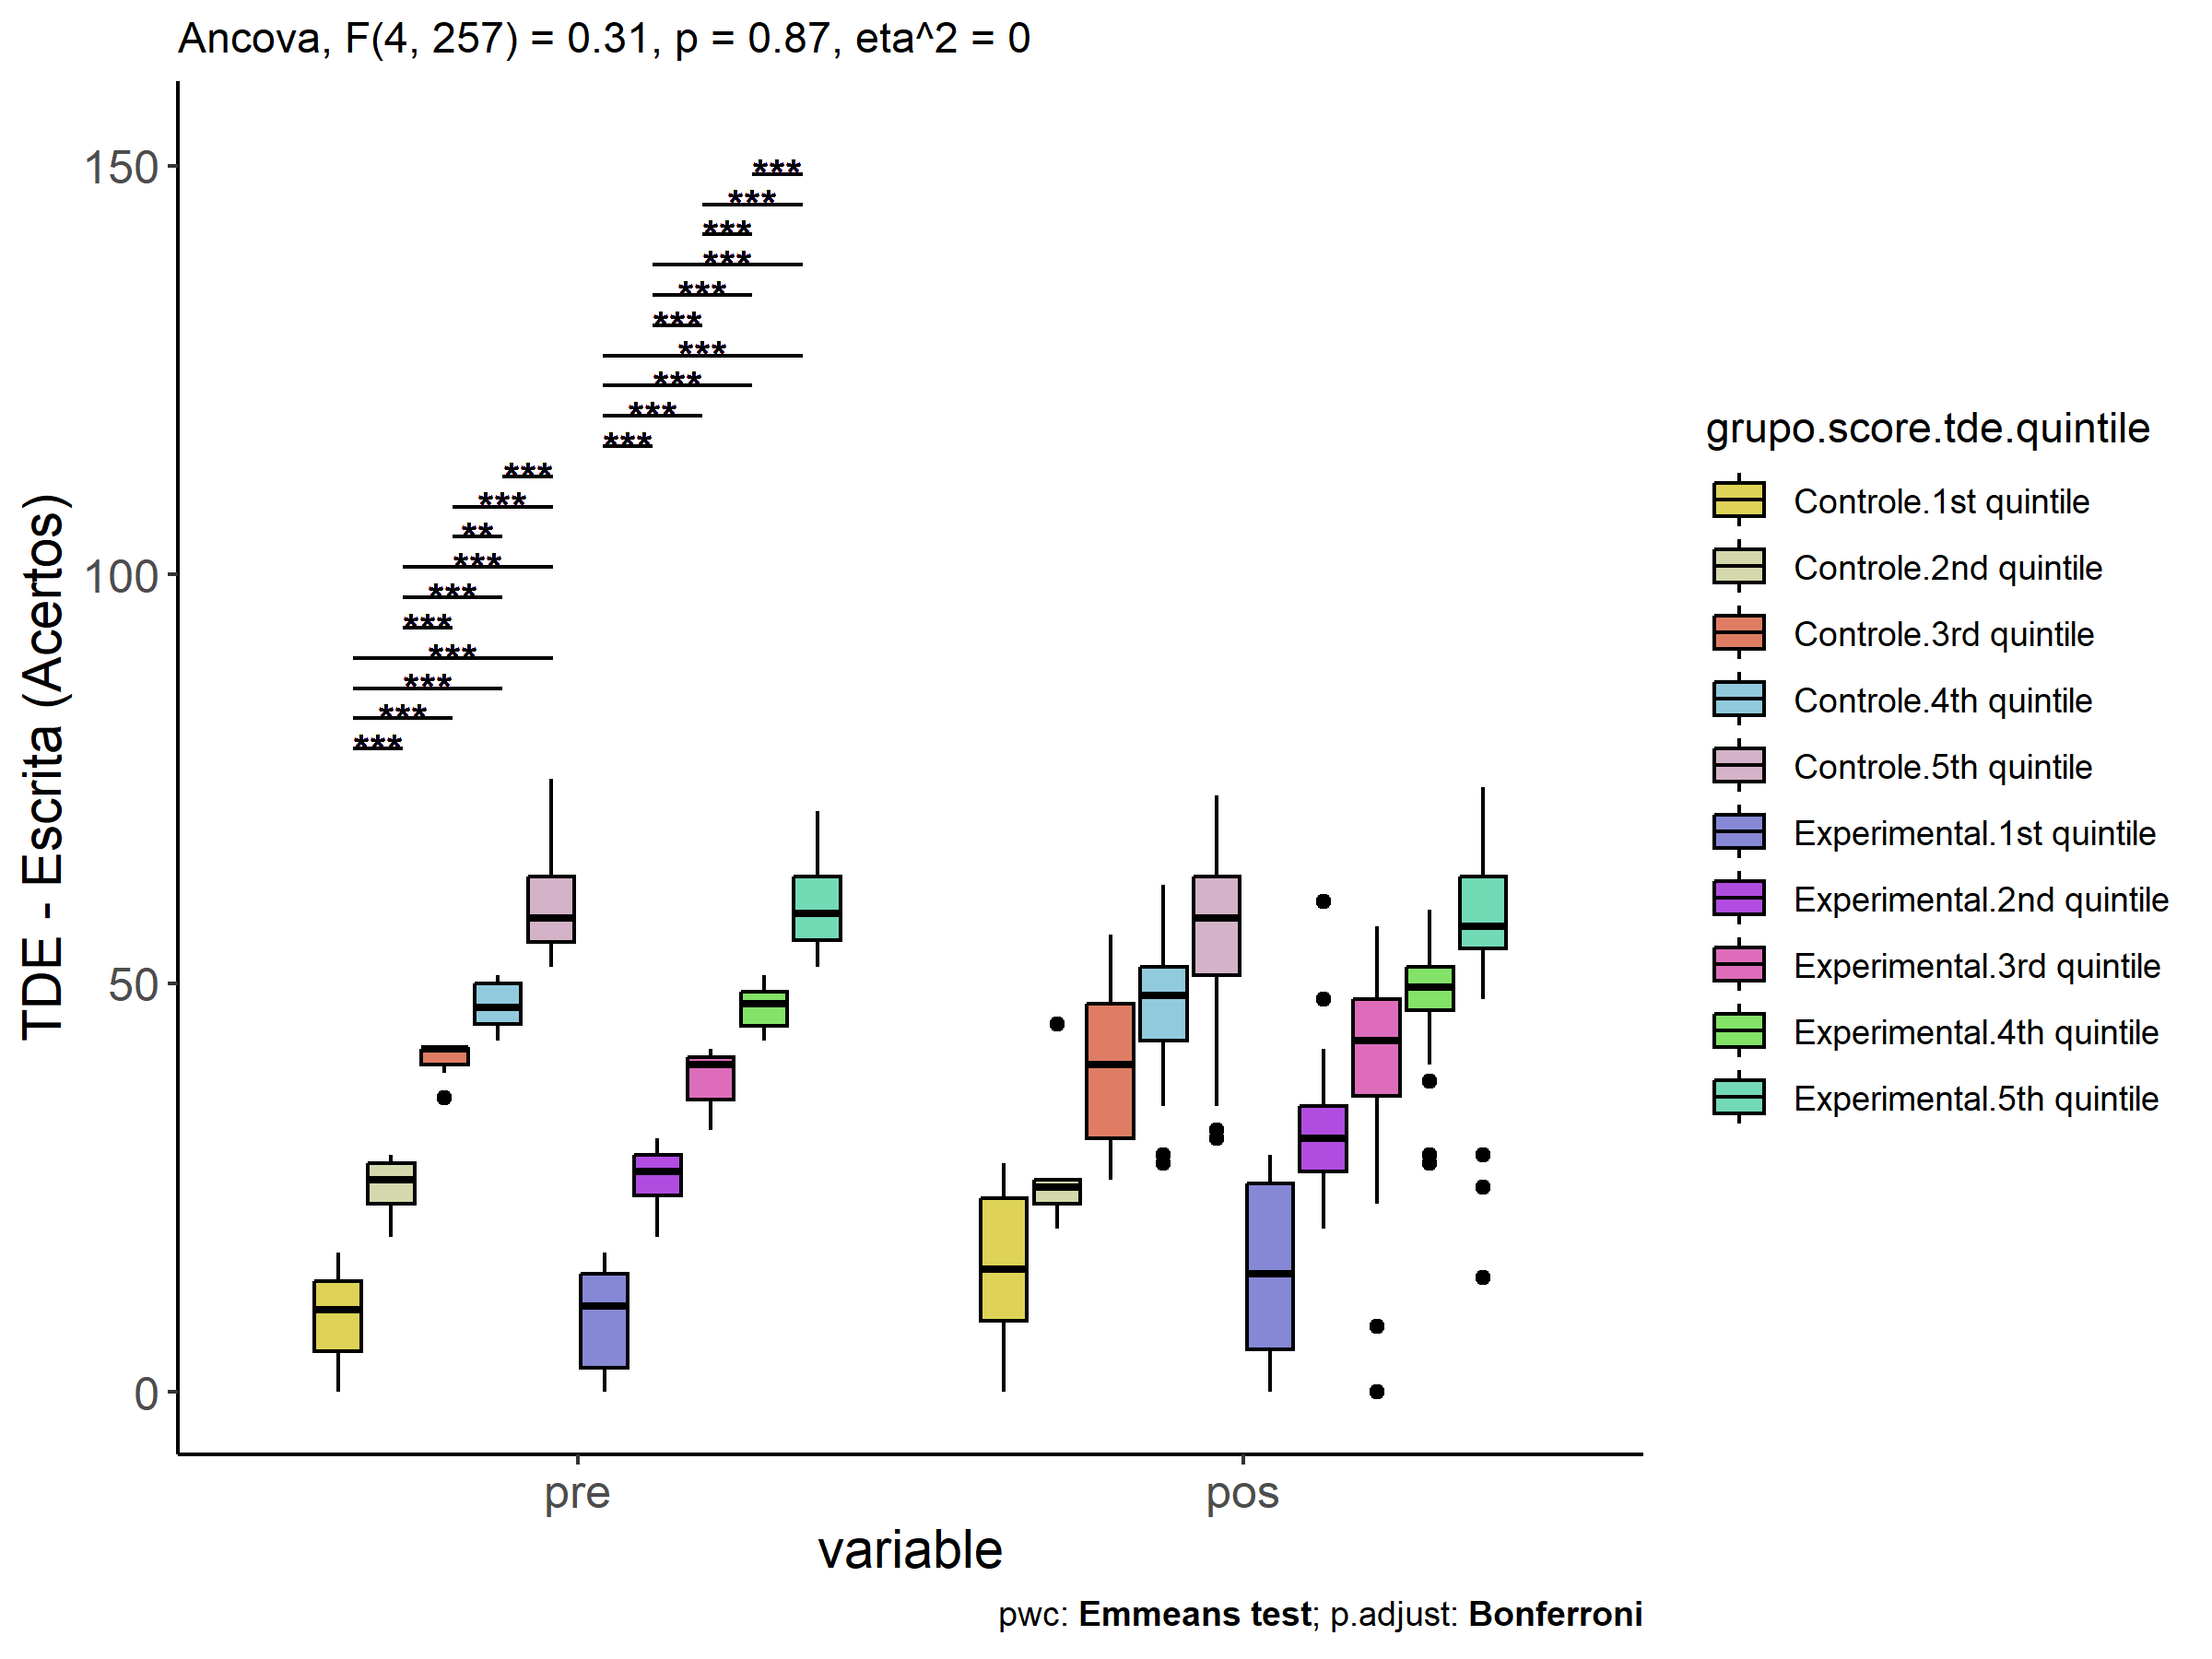 Ancova, F(4, 257) = 0.31, p = 0.87, eta^2 = 0
150
100
50
0
TDE - Escrita (Acertos)
***
***
***
***
***
***
***
***
***
***
***
***
**
***
***
***
***
***
***
***
pre
pos
variable
pwc: Emmeans test; p.adjust: Bonferroni
grupo.score.tde.quintile
Controle.1st quintile
Controle.2nd quintile
Controle.3rd quintile
Controle.4th quintile
Controle.5th quintile
Experimental.1st quintile
Experimental.2nd quintile
Experimental.3rd quintile
Experimental.4th quintile
Experimental.5th quintile